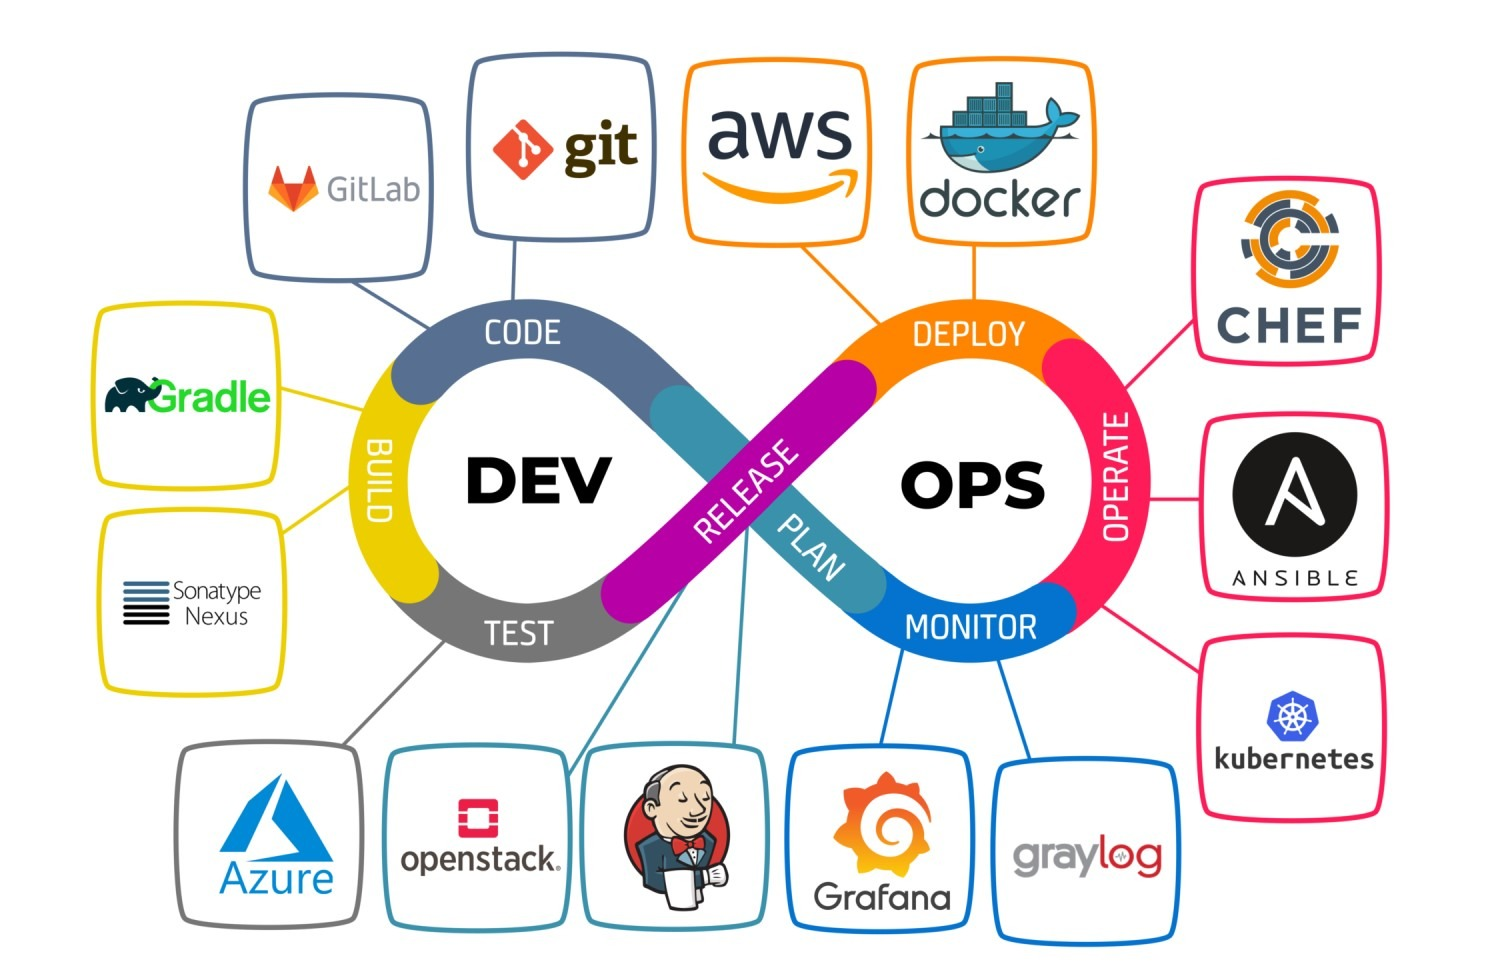 GitLab
git
aws
docker
CHEF
CODE
DEPLOY
Gradle
BUILD
DEV
RELEASE
OPS
OPERATE
PLAN
ANSIBLE
Sonatype
Nexus
TEST
MONITOR
kubernetes
Azure
openstack.
Grafana
graylog